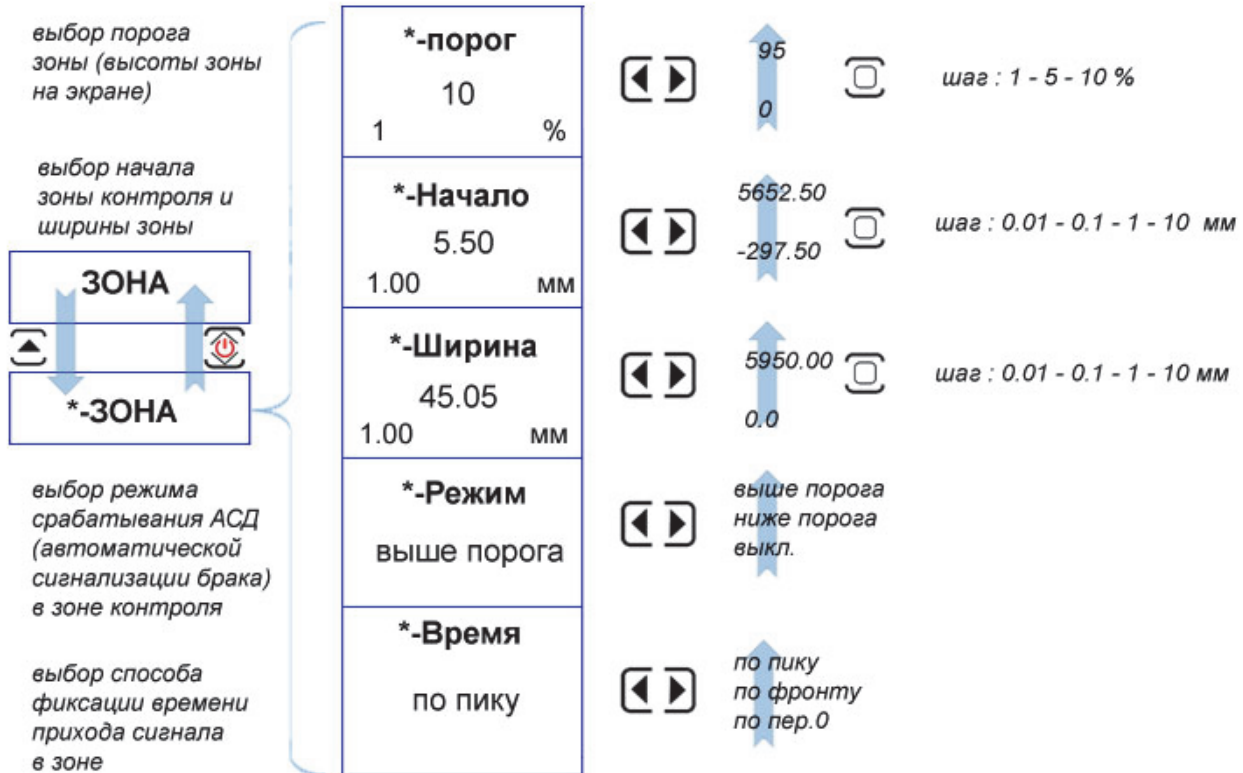 выбор порога
зоны (высоты зоны
на экране)
*-порог
10
1 %
95
0
шаг : 1 - 5 - 10 %
выбор начала
зоны контроля и
ширины зоны
*-Начало
5.50
1.00 мм
5652.50
-297.50
шаг : 0.01 - 0.1 - 1 - 10 мм
ЗОНА
*-ЗОНА
*-Ширина
45.05
1.00 мм
5950.00
0.0
шаг : 0.01 - 0.1 - 1 - 10 мм
выбор режима
срабатывания АСД
(автоматической
сигнализации брака)
в зоне контроля
*-Режим
выше порога
выше порога
ниже порога
выкл.
выбор способа
фиксации времени
прихода сигнала
в зоне
*-Время
по пику
по пику
по фронту
по пер.0